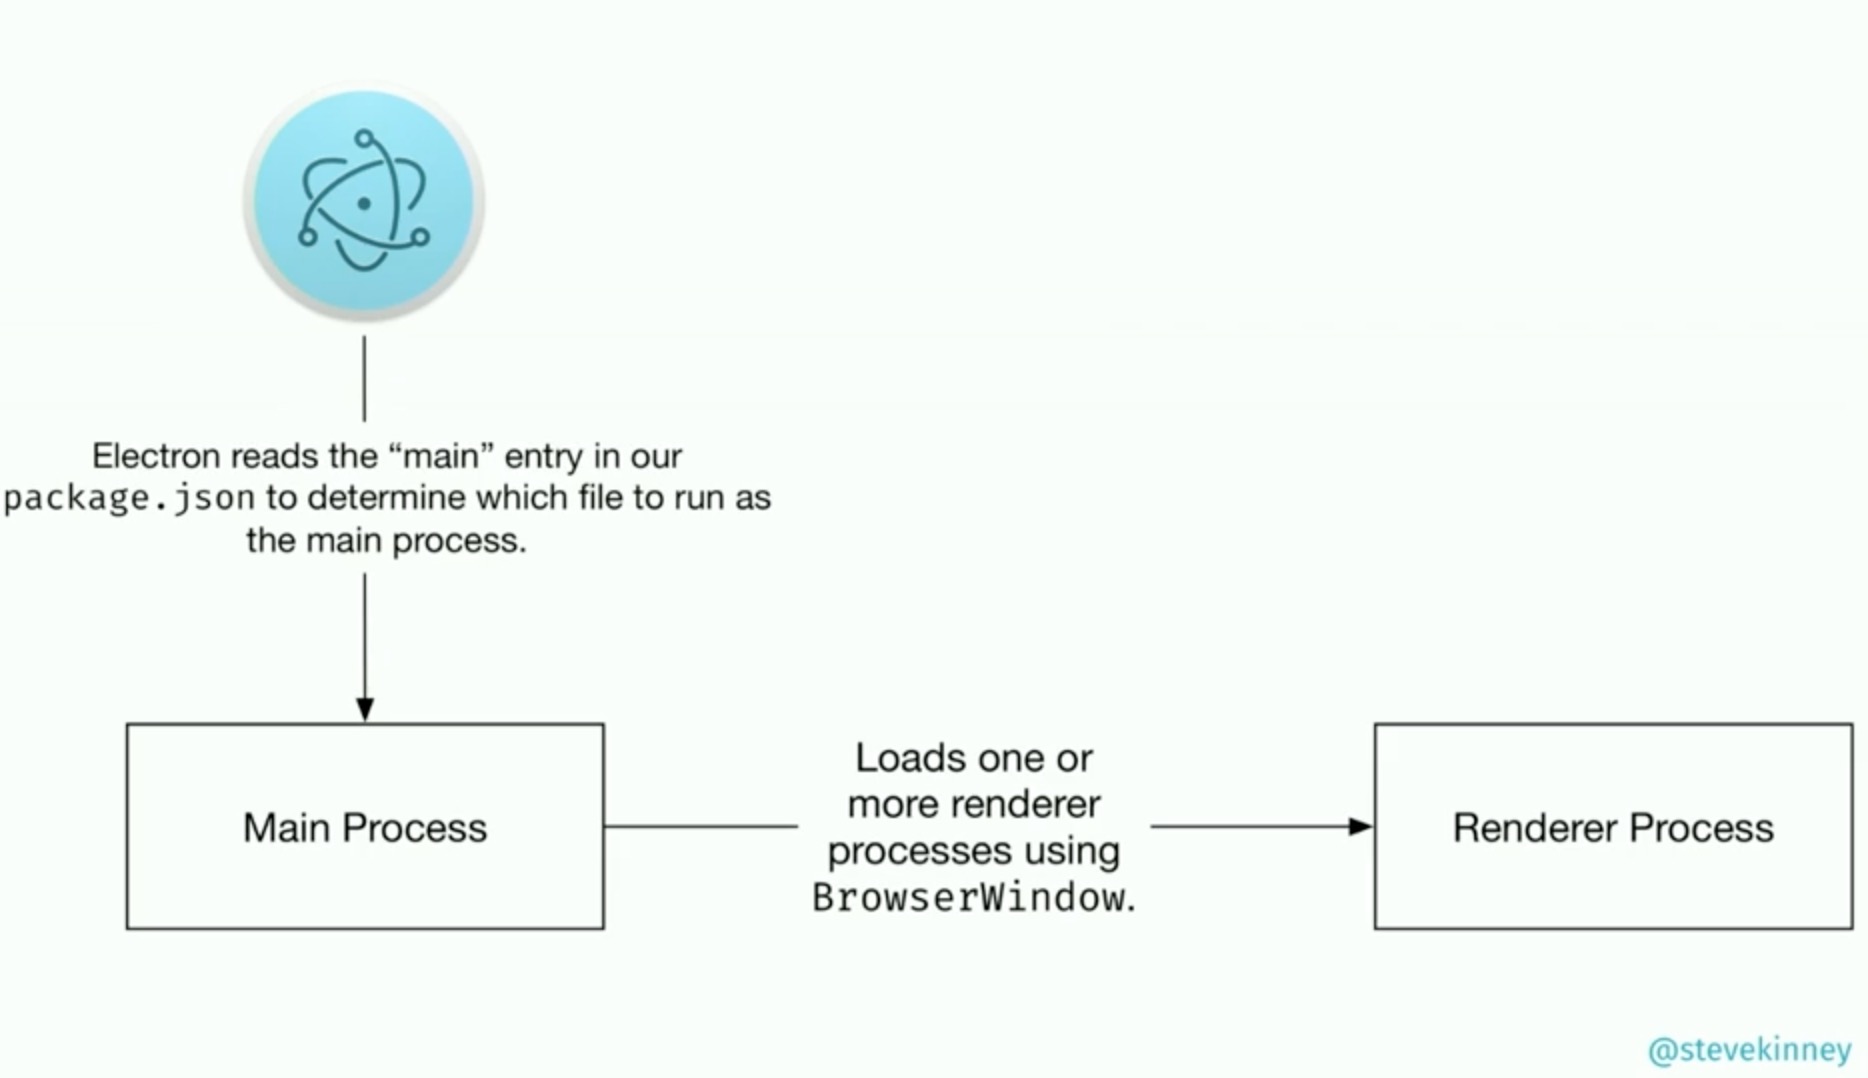 Electron reads the “main” entry in our
package.json to determine which file to run as
the main process.
Main Process
Loads one or
more renderer
processes using
BrowserWindow.
Renderer Process
@stevekinney